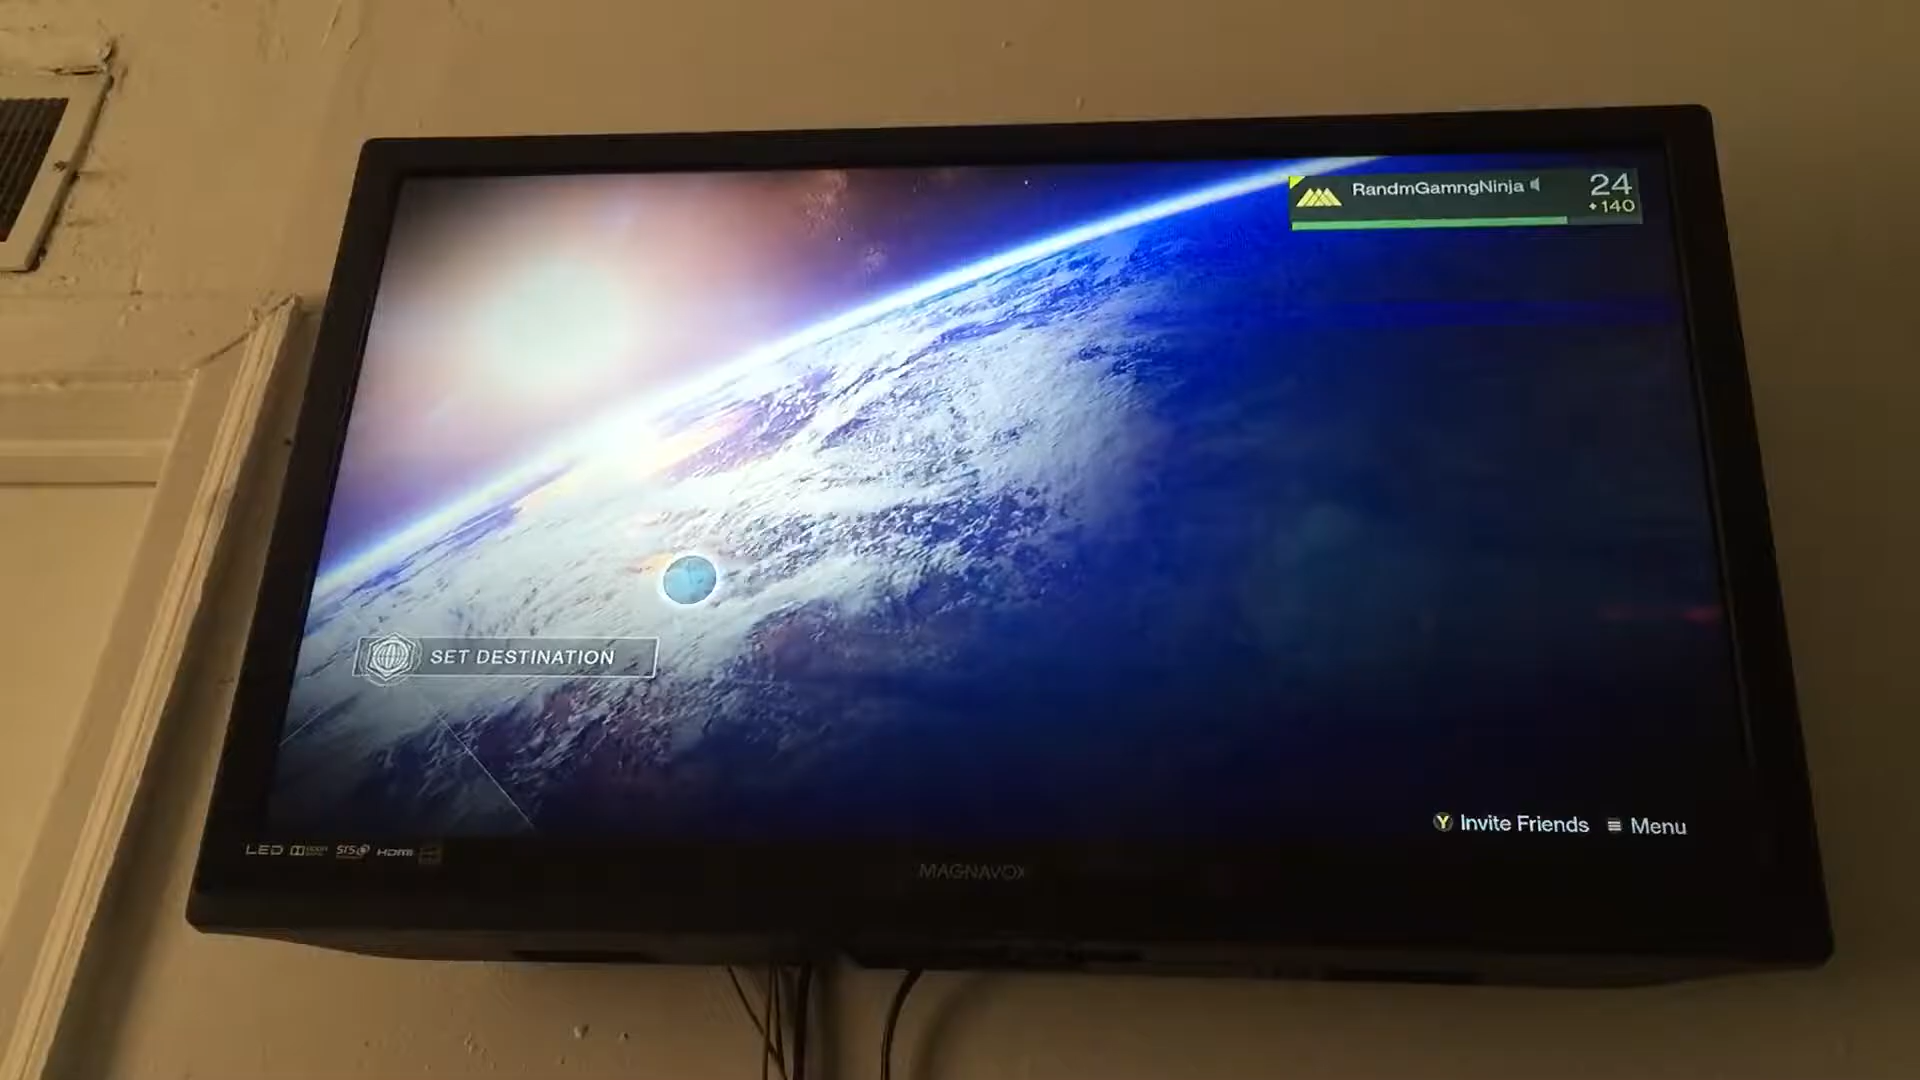 RandmGamngNinja
24
+140
SET DESTINATION
Y Invite Friends
Menu
LED
HDMI
MAGNAVOX